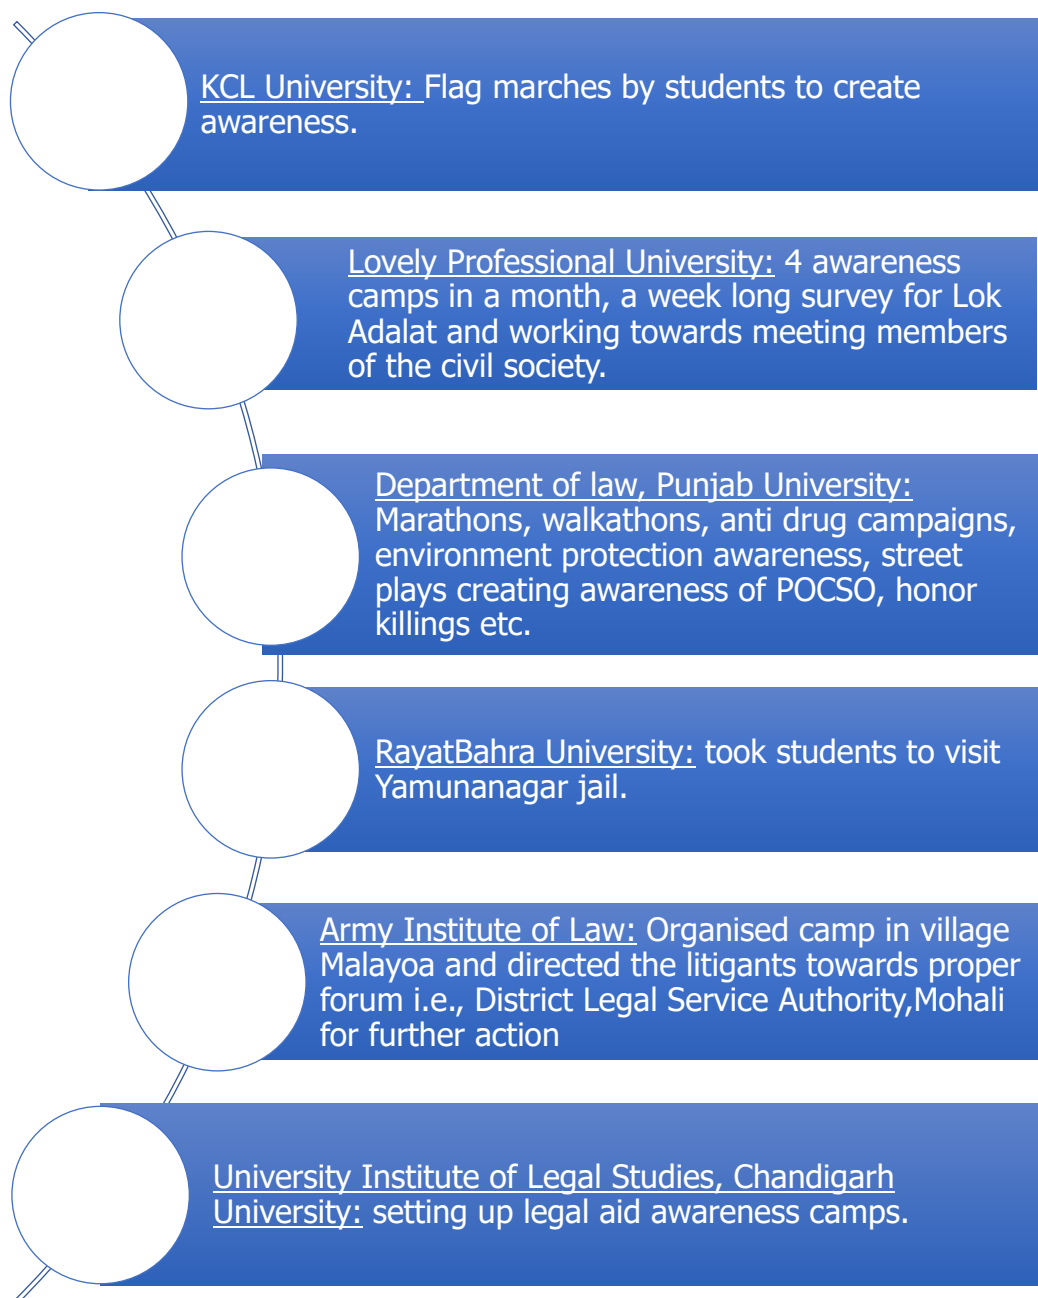 KCL University: Flag marches by students to create
awareness.
Lovely Professional University: 4 awareness
camps in a month, a week long survey for Lok
Adalat and working towards meeting members
of the civil society.
Department of law, Punjab University:
Marathons, walkathons, anti drug campaigns,
environment protection awareness, street
plays creating awareness of POCSO, honor
killings etc.
RayatBahra University: took students to visit
Yamunanagar jail.
Army Institute of Law: Organised camp in village
Malayoa and directed the litigants towards proper
forum i.e., District Legal Service Authority,Mohali
for further action
University Institute of Legal Studies, Chandigarh
University: setting up legal aid awareness camps.